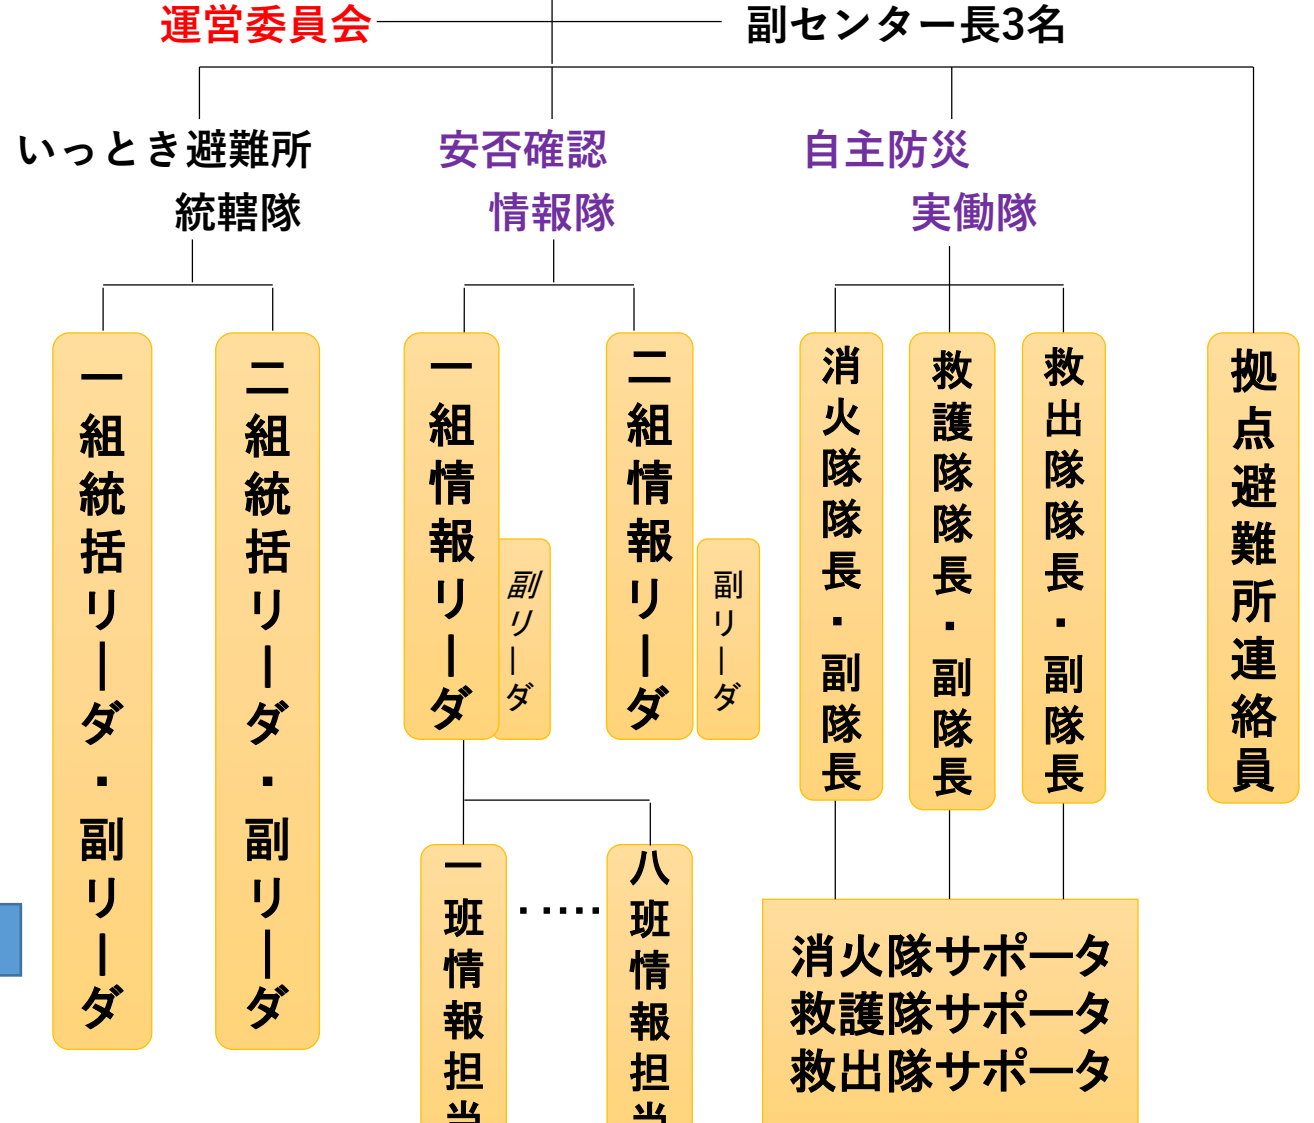 運営委員会
副センター長3名
いっとき避難所
統轄隊
安否確認
情報隊
自主防災
実働隊
一組統括リーダ・副リーダ
二組統括リーダ・副リーダ
一組情報リーダ
副リーダ
二組情報リーダ
副リーダ
消火隊隊長・副隊長
救護隊隊長・副隊長
救出隊隊長・副隊長
拠点避難所連絡員
一班情報担当
・・・・・
八班情報担当
消火隊サポータ
救護隊サポータ
救出隊サポータ